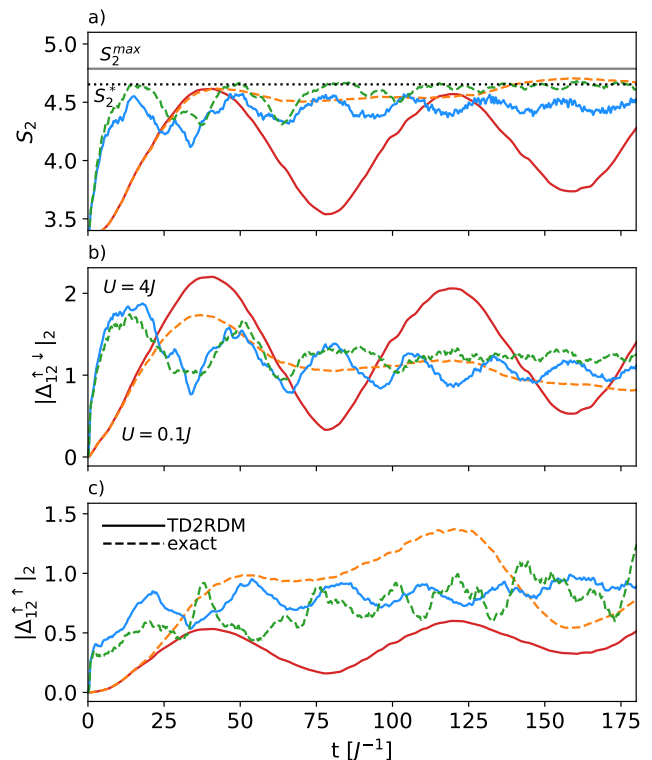 a)
5.0
4.5
4.0
3.5
S₂
S₂ᵐᵃˣ
S₂*
b)
2
1
0
|Δ₁₂↑↓|₂
U = 4J
U = 0.1J
c)
1.5
1.0
0.5
0.0
|Δ₁₂↑↑|₂
TD2RDM
exact
0 25 50 75 100 125 150 175
t [J⁻¹]